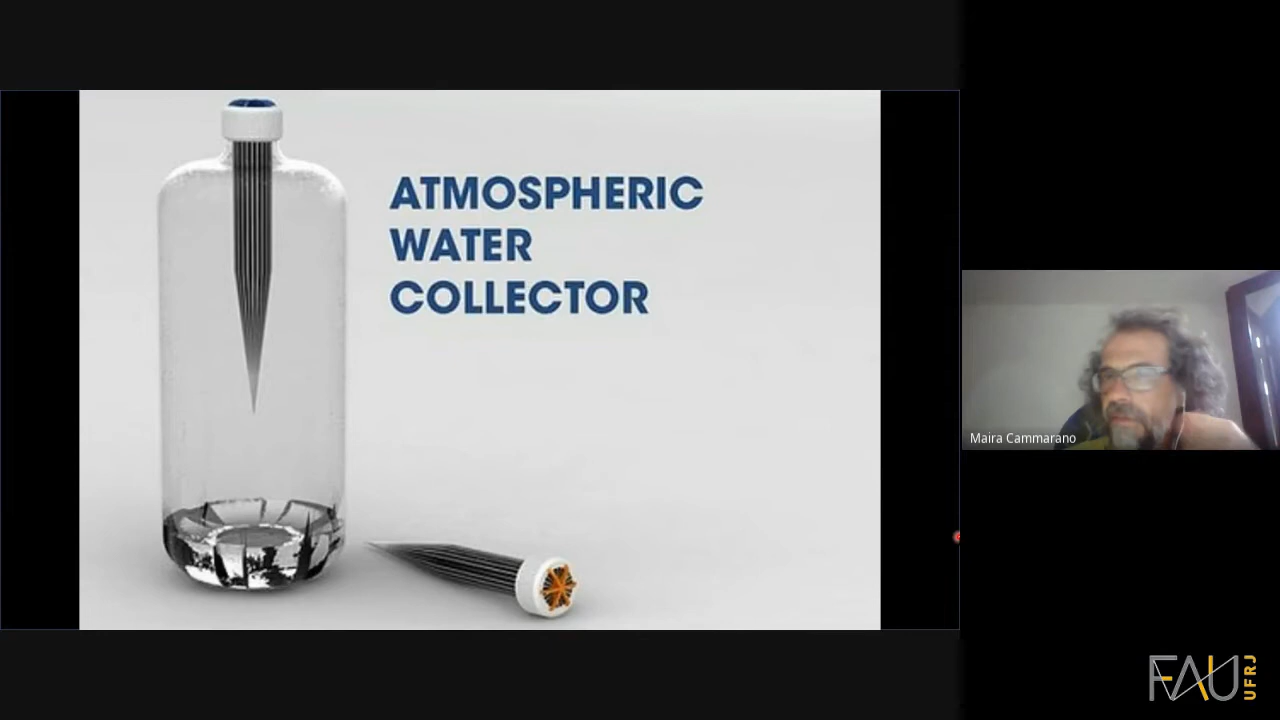 ATMOSPHERIC
WATER
COLLECTOR
Maira Cammarano
FAU
UFRJ